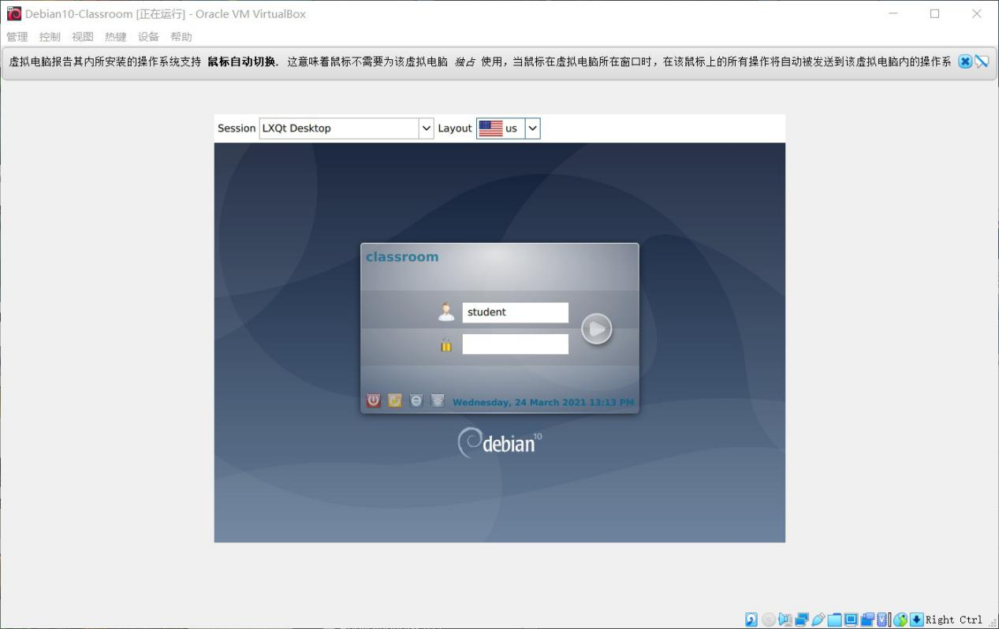 Debian10-Classroom [正在运行] - Oracle VM VirtualBox
管理 控制 视图 热键 设备 帮助
虚拟电脑报告其内所安装的操作系统支持 鼠标自动切换. 这意味着鼠标不需要为该虚拟电脑 独占 使用，当鼠标在虚拟电脑所在窗口时，在该鼠标上的所有操作将自动被发送到该虚拟电脑内的操作系
Session LXQt Desktop Layout us
classroom
student
Wednesday, 24 March 2021 13:13 PM
debian 10
Right Ctrl